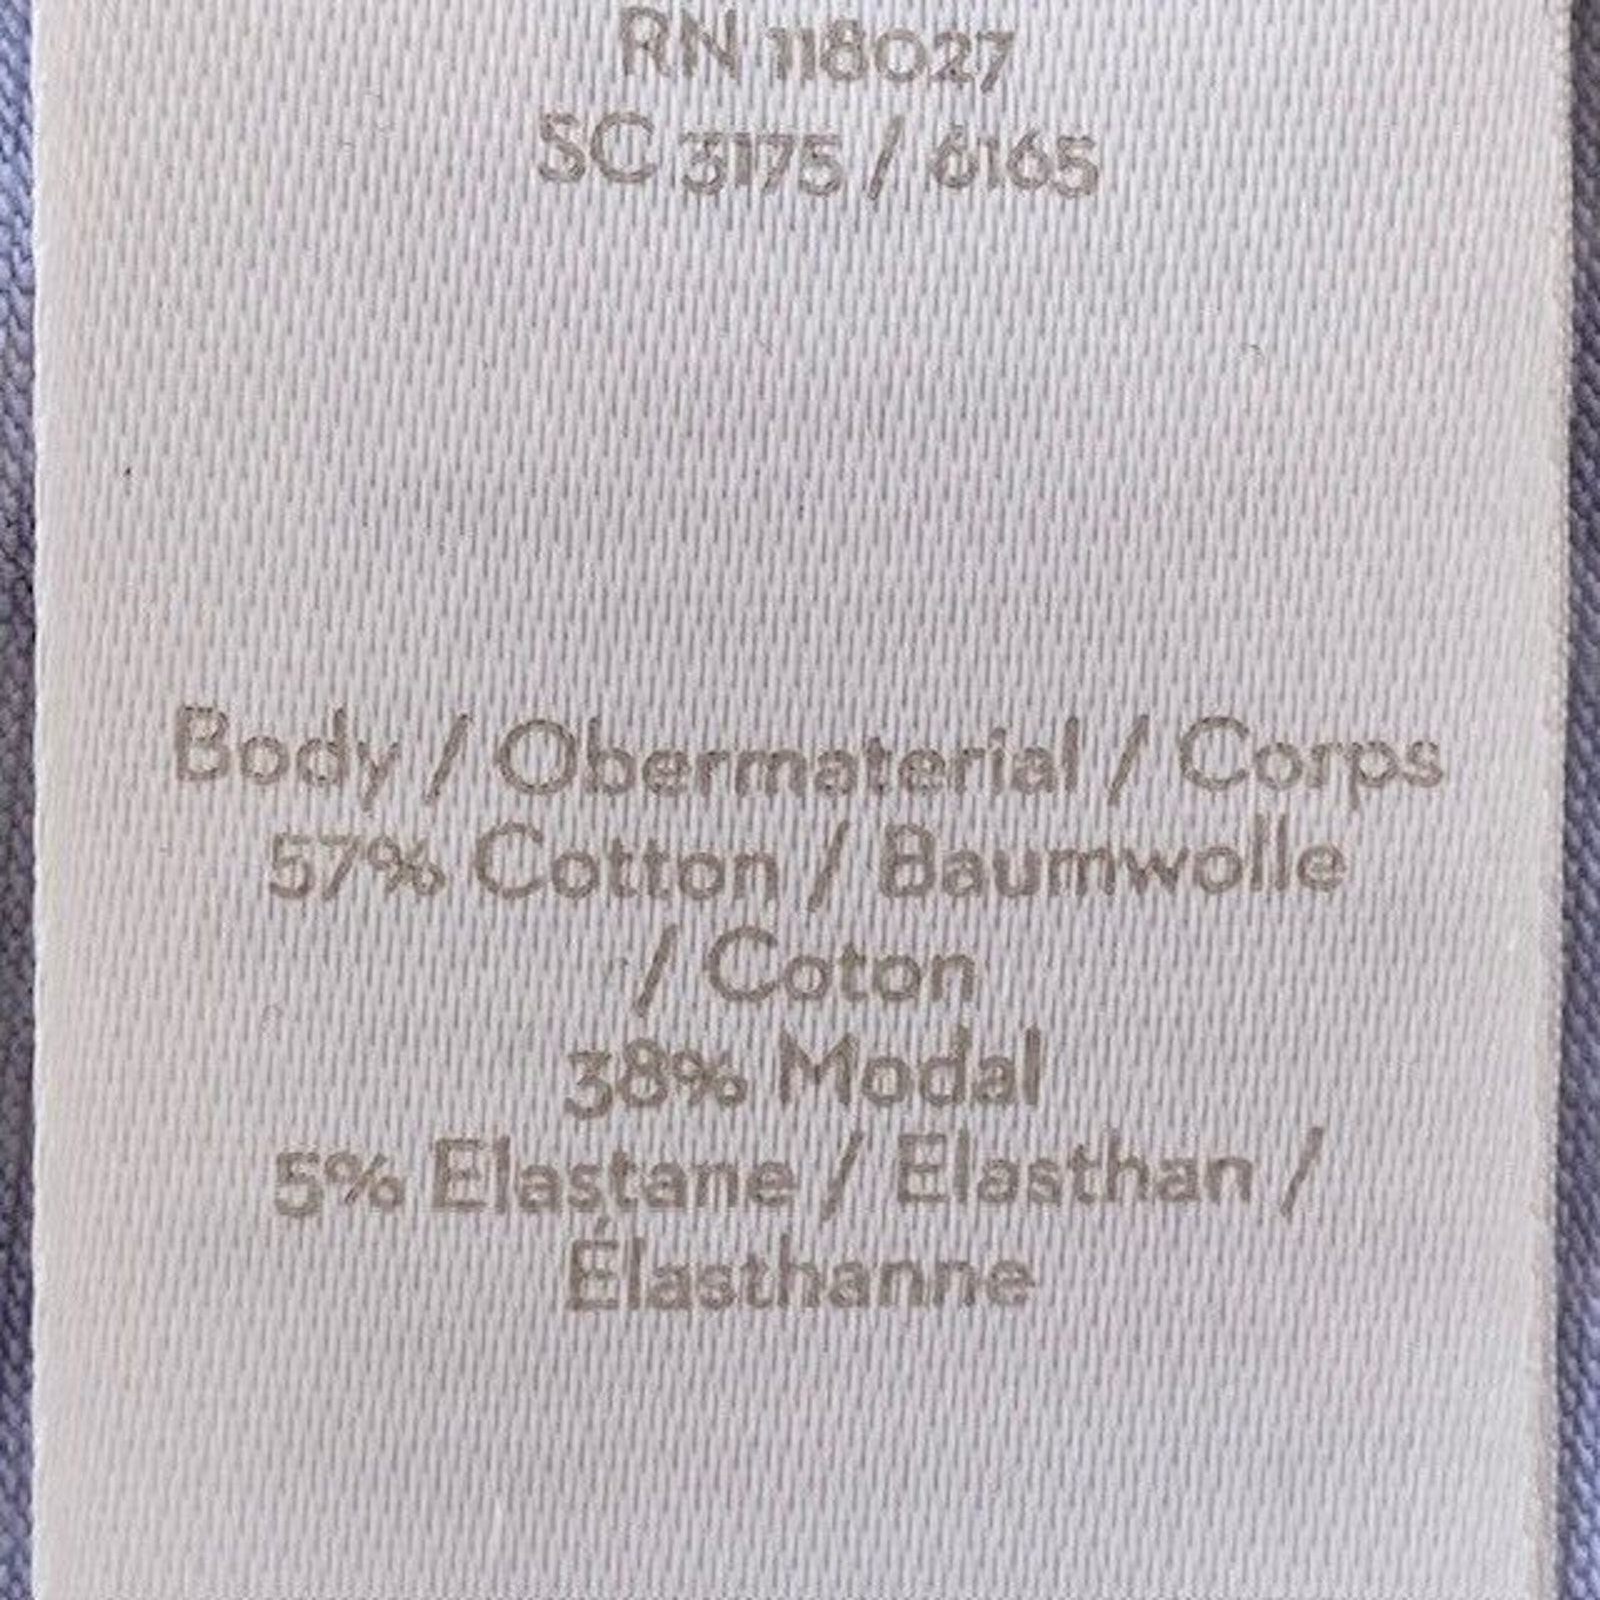 RN 118027
SC 3175 / 6165
Body / Obermaterial / Corps
57% Cotton / Baumwolle
/ Coton
38% Modal
5% Elastane / Elasthan /
Élasthanne